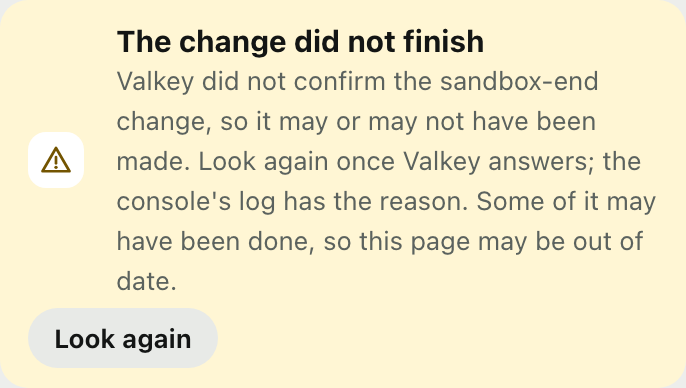 The change did not finish
Valkey did not confirm the sandbox-end
change, so it may or may not have been
made. Look again once Valkey answers; the
console's log has the reason. Some of it may
have been done, so this page may be out of
date.
Look again